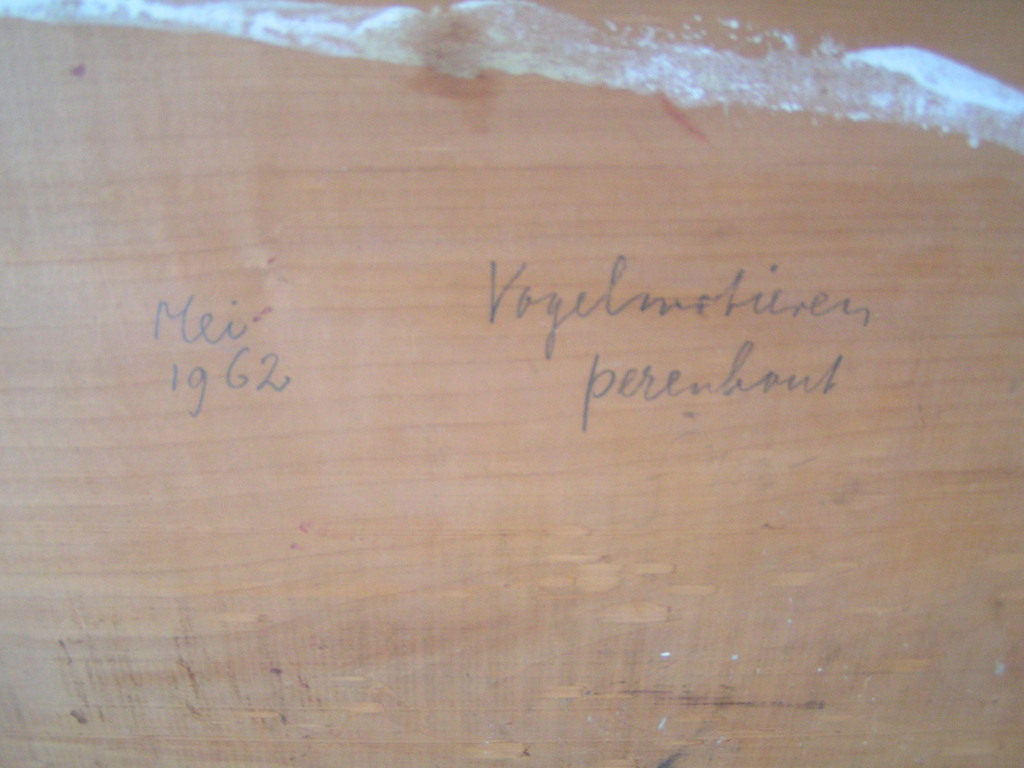 Mei
1962
Vogelmotieven
perenhout